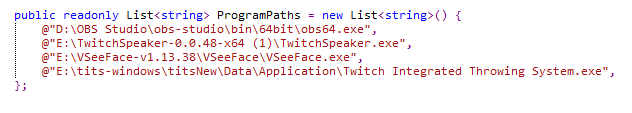 public readonly List<string> ProgramPaths = new List<string>() {
@"D:\OBS Studio\obs-studio\bin\64bit\obs64.exe",
@"E:\TwitchSpeaker-0.0.48-x64 (1)\TwitchSpeaker.exe",
@"E:\VSeeFace-v1.13.38\VSeeFace\VSeeFace.exe",
@"E:\tits-windows\titsNew\Data\Application\Twitch Integrated Throwing System.exe",
};